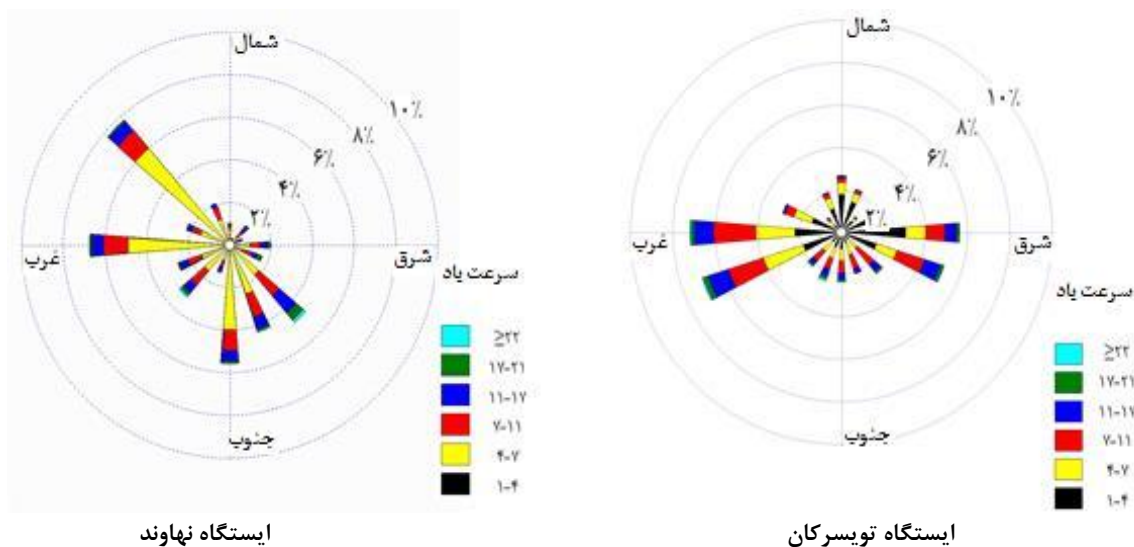 شمال
۱۰٪
۸٪
۶٪
۴٪
۲٪
غرب
شرق
جنوب
سرعت یاد
≥۲۲
۱۷-۲۱
۱۱-۱۷
۷-۱۱
۴-۷
۱-۴
ایستگاه نهاوند
شمال
۱۰٪
۸٪
۶٪
۴٪
۲٪
غرب
شرق
جنوب
سرعت یاد
≥۲۲
۱۷-۲۱
۱۱-۱۷
۷-۱۱
۴-۷
۱-۴
ایستگاه تویسرکان